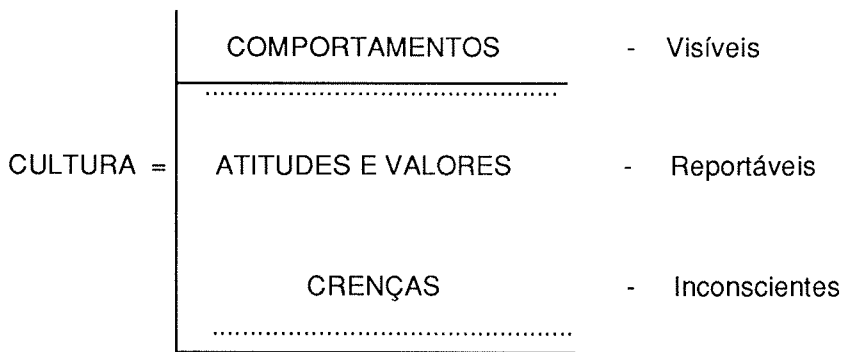 COMPORTAMENTOS - Visíveis
CULTURA = ATITUDES E VALORES - Reportáveis
CRENÇAS - Inconscientes